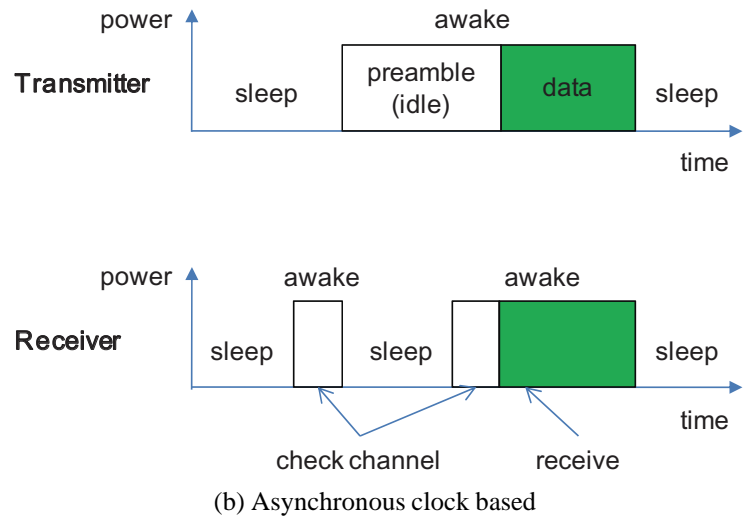 power
awake
Transmitter
sleep
preamble
(idle)
data
sleep
time
power
awake
awake
Receiver
sleep
sleep
sleep
time
check channel
receive
(b) Asynchronous clock based